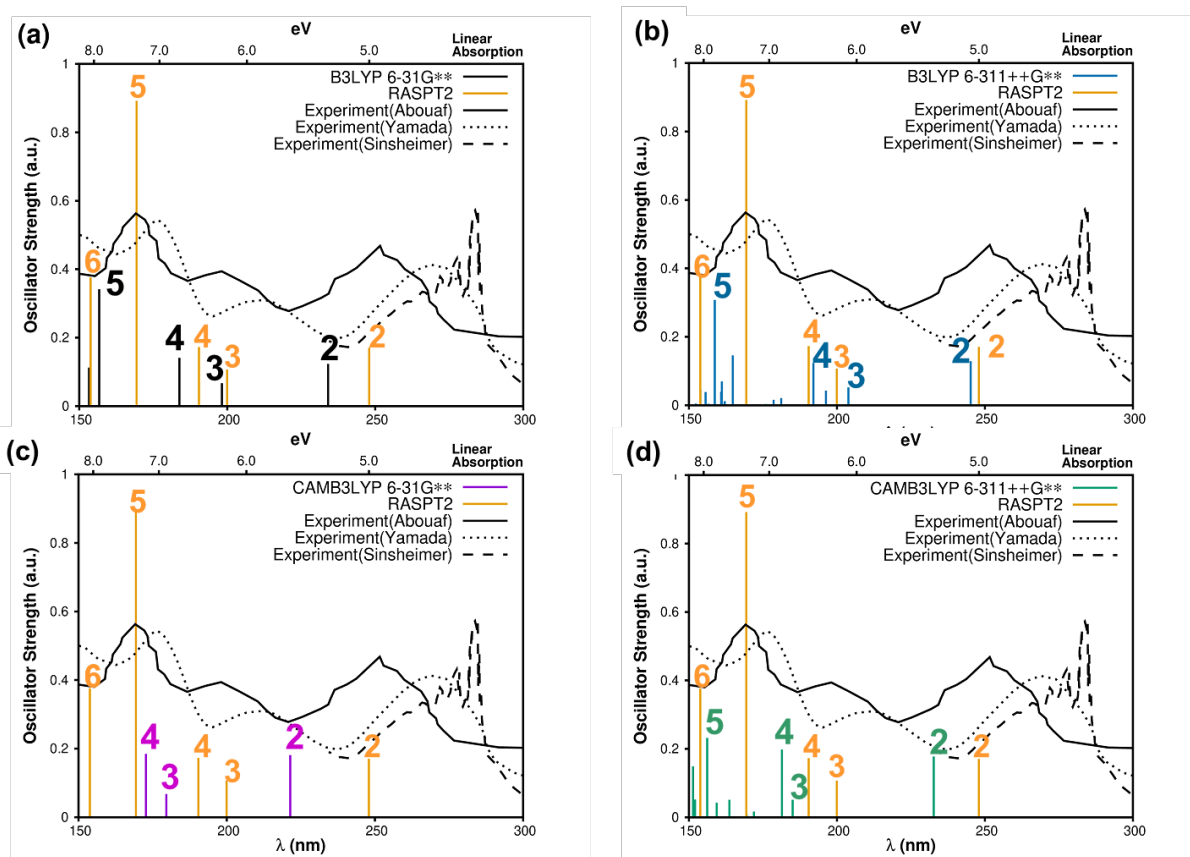 (a)
eV
8.0 7.0 6.0 5.0
Linear
Absorption
B3LYP 6-31G**
RASPT2
Experiment(Abouaf)
Experiment(Yamada)
Experiment(Sinsheimer)
Oscillator Strength (a.u.)
1
0.8
0.6
0.4
0.2
0
5
6
5
4
4
3
3
2
2
150 200 250 300
(b)
eV
8.0 7.0 6.0 5.0
Linear
Absorption
B3LYP 6-311++G**
RASPT2
Experiment(Abouaf)
Experiment(Yamada)
Experiment(Sinsheimer)
Oscillator Strength (a.u.)
1
0.8
0.6
0.4
0.2
0
5
6
5
4
4
3
3
2
2
150 200 250 300
(c)
eV
8.0 7.0 6.0 5.0
Linear
Absorption
CAMB3LYP 6-31G**
RASPT2
Experiment(Abouaf)
Experiment(Yamada)
Experiment(Sinsheimer)
Oscillator Strength (a.u.)
1
0.8
0.6
0.4
0.2
0
5
6
4
3
4
3
2
2
150 200 250 300
λ (nm)
(d)
eV
8.0 7.0 6.0 5.0
Linear
Absorption
CAMB3LYP 6-311++G**
RASPT2
Experiment(Abouaf)
Experiment(Yamada)
Experiment(Sinsheimer)
Oscillator Strength (a.u.)
1
0.8
0.6
0.4
0.2
0
5
6
5
4
3
4
3
2
2
150 200 250 300
λ (nm)